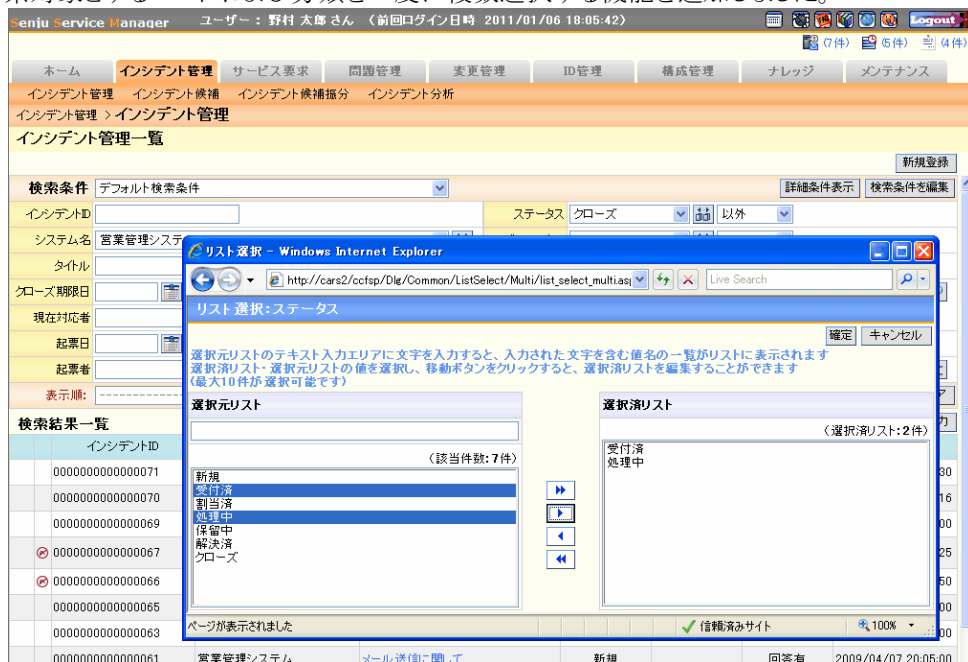 Senju Service Manager ユーザー：野村 太郎 さん （前回ログイン日時 2011/01/06 18:05:42） Logout
(7件) (5件) (4件)
ホーム インシデント管理 サービス要求 問題管理 変更管理 ID管理 構成管理 ナレッジ メンテナンス
インシデント管理 インシデント候補 インシデント候補振分 インシデント分析
インシデント管理 > インシデント管理
インシデント管理一覧
新規登録
検索条件 デフォルト検索条件 詳細条件表示 検索条件を編集
インシデントID ステータス クローズ 以外
システム名 営業管理システ
タイトル
クローズ期限日
現在対応者
起票日
起票者
表示順:
検索結果一覧
インシデントID
0000000000000071 30
0000000000000070 16
0000000000000069 00
0000000000000067 25
0000000000000066 50
0000000000000065 00
0000000000000063 00
0000000000000061 営業管理システム メール送信に関して 新規 回答有 2009/04/07 20:05:00
リスト選択 - Windows Internet Explorer
http://cars2/ccfsp/Dlg/Common/ListSelect/Multi/list_select_multi.asp Live Search
リスト選択:ステータス
確定 キャンセル
選択元リストのテキスト入力エリアに文字を入力すると、入力された文字を含む値名の一覧がリストに表示されます
選択済リスト・選択元リストの値を選択し、移動ボタンをクリックすると、選択済リストを編集することができます
(最大10件が選択可能です)
選択元リスト
（該当件数:7件）
新規
受付済
割当済
処理中
保留中
解決済
クローズ
選択済リスト
（選択済リスト:2件）
受付済
処理中
ページが表示されました 信頼済みサイト 100%